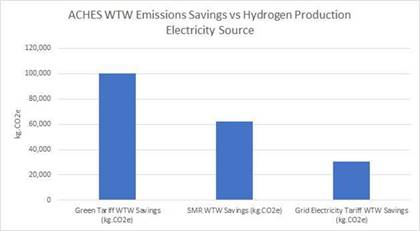 ACHES WTW Emissions Savings vs Hydrogen Production
Electricity Source
120,000
100,000
80,000
60,000
40,000
20,000
0
kg.CO2e
Green Tariff WTW Savings
(kg.CO2e)
SMR WTW Savings (kg.CO2e)
Grid Electricity Tariff WTW Savings
(kg.CO2e)